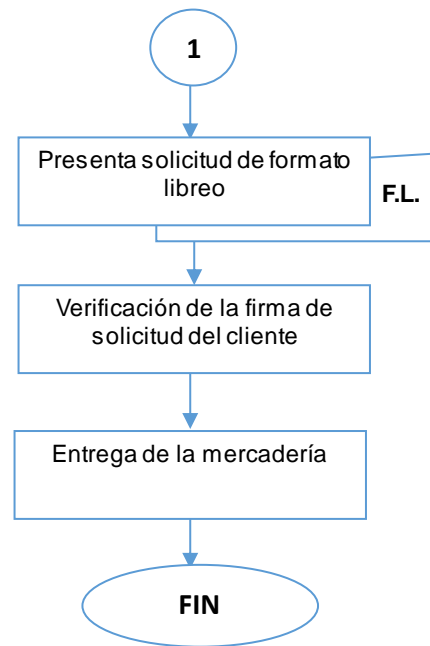 1
Presenta solicitud de formato
libreo
F.L.
Verificación de la firma de
solicitud del cliente
Entrega de la mercadería
FIN